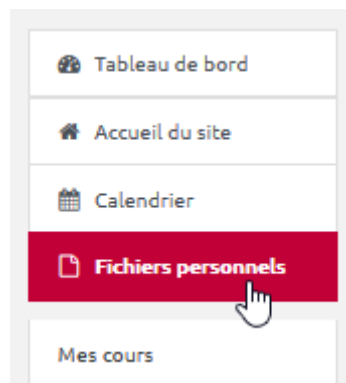 Tableau de bord
Accueil du site
Calendrier
Fichiers personnels
Mes cours